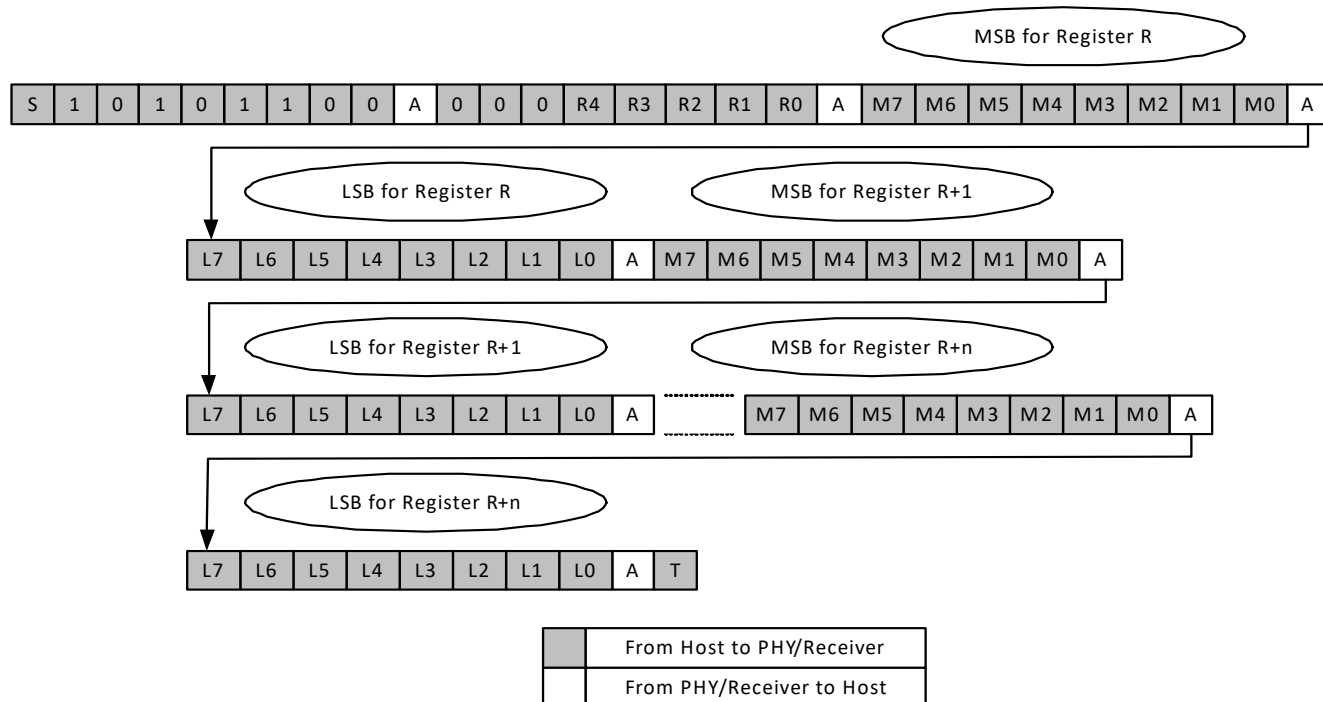 MSB for Register R
S 1 0 1 0 1 1 0 0 A 0 0 0 R4 R3 R2 R1 R0 A M7 M6 M5 M4 M3 M2 M1 M0 A
LSB for Register R MSB for Register R+1
L7 L6 L5 L4 L3 L2 L1 L0 A M7 M6 M5 M4 M3 M2 M1 M0 A
LSB for Register R+1 MSB for Register R+n
L7 L6 L5 L4 L3 L2 L1 L0 A M7 M6 M5 M4 M3 M2 M1 M0 A
LSB for Register R+n
L7 L6 L5 L4 L3 L2 L1 L0 A T
From Host to PHY/Receiver
From PHY/Receiver to Host